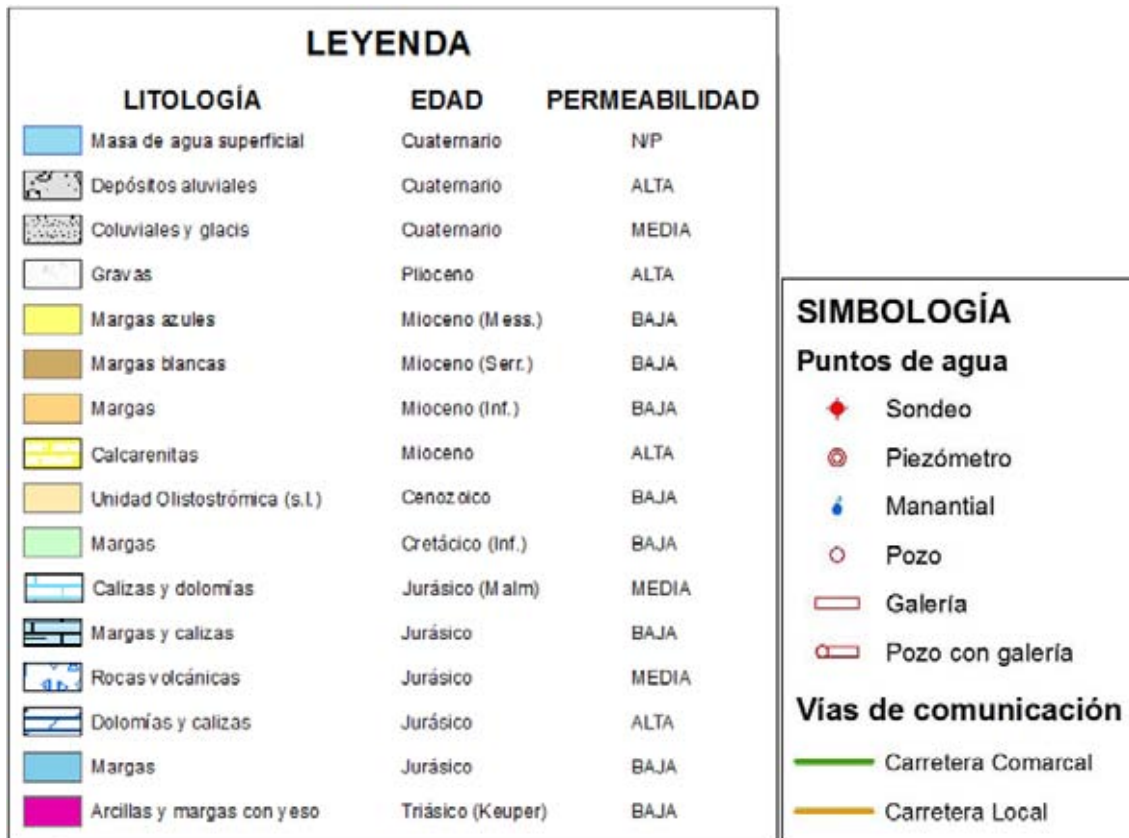 LEYENDA
LITOLOGÍA EDAD PERMEABILIDAD
Masa de agua superficial Cuaternario N/P
Depósitos aluviales Cuaternario ALTA
Coluviales y glacis Cuaternario MEDIA
Gravas Plioceno ALTA
Margas azules Mioceno (Mess.) BAJA
Margas blancas Mioceno (Serr.) BAJA
Margas Mioceno (Inf.) BAJA
Calcarenitas Mioceno ALTA
Unidad Olistostrómica (s.l.) Cenozoico BAJA
Margas Cretácico (Inf.) BAJA
Calizas y dolomías Jurásico (Malm) MEDIA
Margas y calizas Jurásico BAJA
Rocas volcánicas Jurásico MEDIA
Dolomías y calizas Jurásico ALTA
Margas Jurásico BAJA
Arcillas y margas con yeso Triásico (Keuper) BAJA
SIMBOLOGÍA
Puntos de agua
Sondeo
Piezómetro
Manantial
Pozo
Galería
Pozo con galería
Vías de comunicación
Carretera Comarcal
Carretera Local